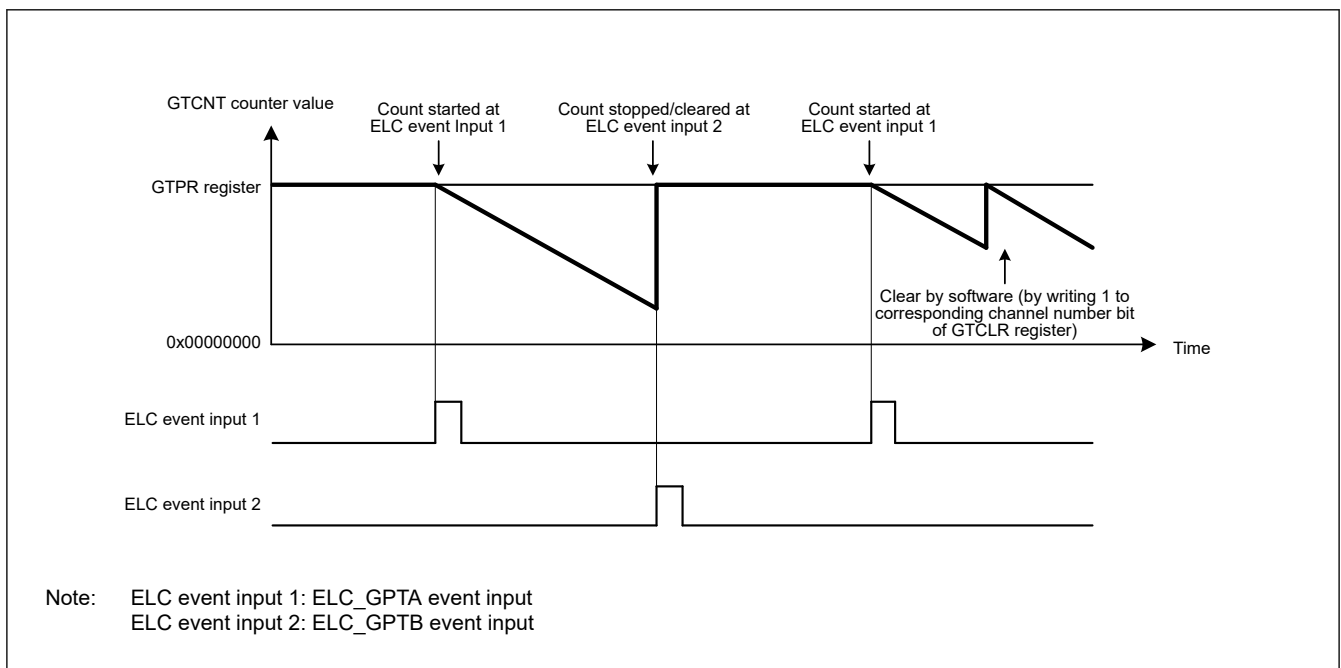 GTCNT counter value
Count started at
ELC event Input 1
Count stopped/cleared at
ELC event input 2
Count started at
ELC event input 1
GTPR register
Clear by software (by writing 1 to
corresponding channel number bit
of GTCLR register)
0x00000000
Time
ELC event input 1
ELC event input 2
Note: ELC event input 1: ELC_GPTA event input
ELC event input 2: ELC_GPTB event input